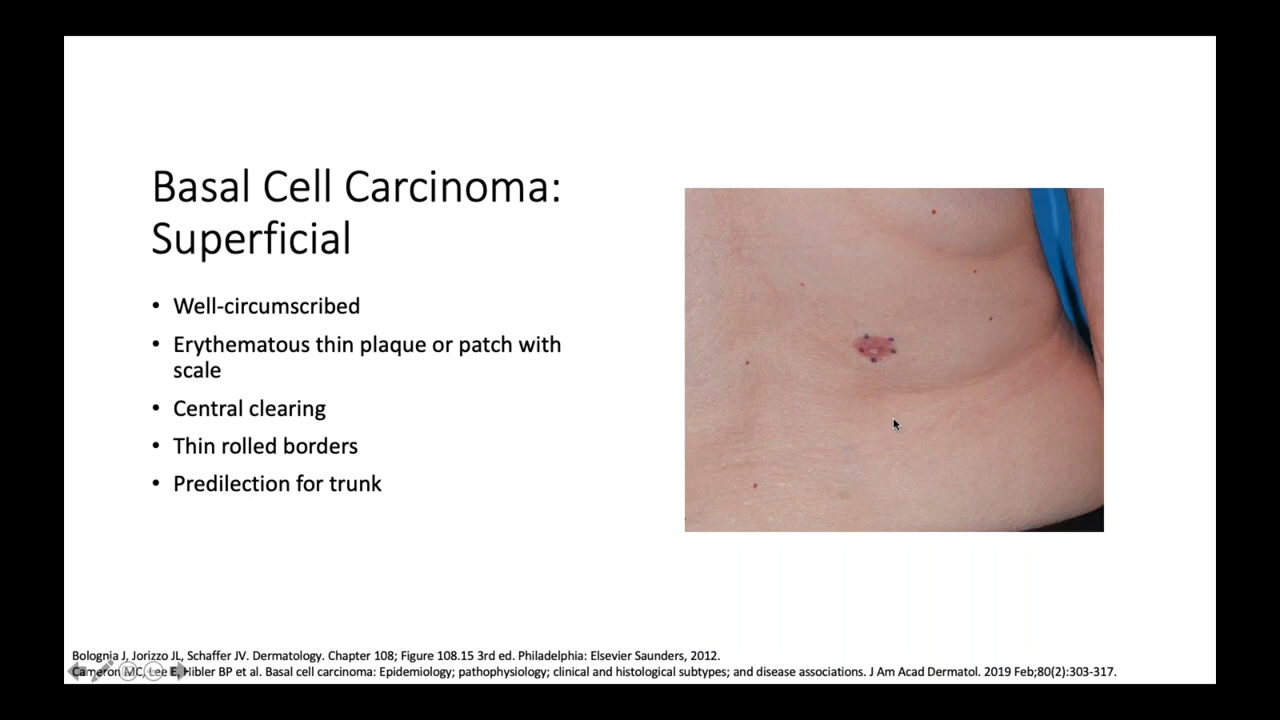 Basal Cell Carcinoma:
Superficial
• Well-circumscribed
• Erythematous thin plaque or patch with
scale
• Central clearing
• Thin rolled borders
• Predilection for trunk
Bolognia J, Jorizzo JL, Schaffer JV. Dermatology. Chapter 108; Figure 108.15 3rd ed. Philadelphia: Elsevier Saunders, 2012.
Cameron MC, Lee E, Hibler BP et al. Basal cell carcinoma: Epidemiology; pathophysiology; clinical and histological subtypes; and disease associations. J Am Acad Dermatol. 2019 Feb;80(2):303-317.